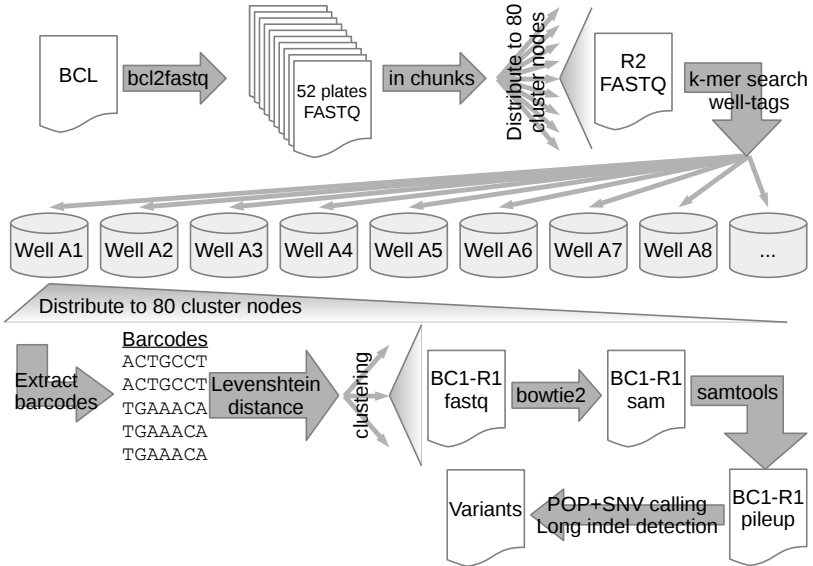 BCL
bcl2fastq
52 plates
FASTQ
in chunks
Distribute to 80
cluster nodes
R2
FASTQ
k-mer search
well-tags
Well A1
Well A2
Well A3
Well A4
Well A5
Well A6
Well A7
Well A8
...
Distribute to 80 cluster nodes
Extract
barcodes
Barcodes
ACTGCCT
ACTGCCT
TGAAACA
TGAAACA
TGAAACA
Levenshtein
distance
clustering
BC1-R1
fastq
bowtie2
BC1-R1
sam
samtools
BC1-R1
pileup
POP+SNV calling
Long indel detection
Variants